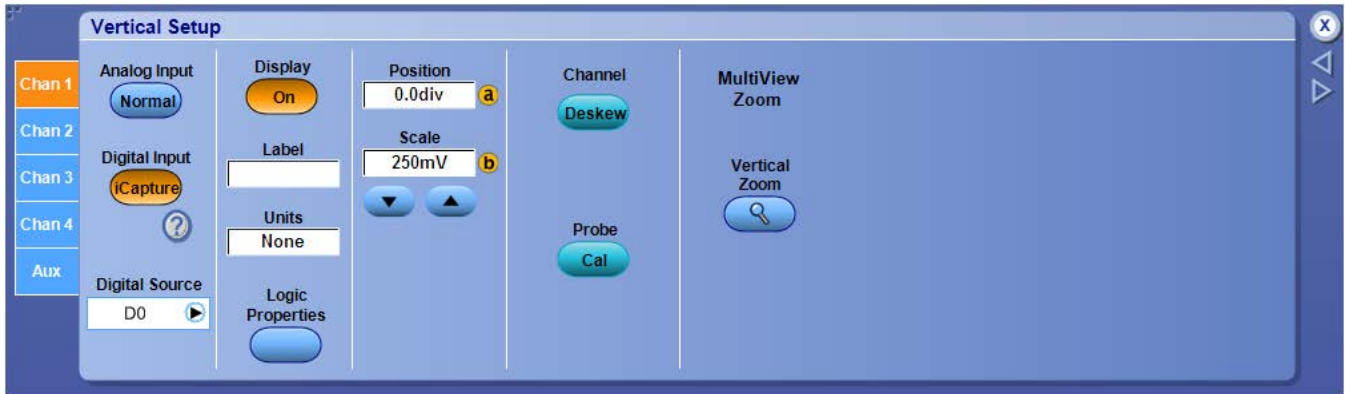 Vertical Setup
X
Chan 1
Chan 2
Chan 3
Chan 4
Aux
Analog Input
Normal
Digital Input
iCapture
?
Digital Source
D0
Display
On
Label
Units
None
Logic
Properties
Position
0.0div
a
Scale
250mV
b
Channel
Deskew
Probe
Cal
MultiView
Zoom
Vertical
Zoom